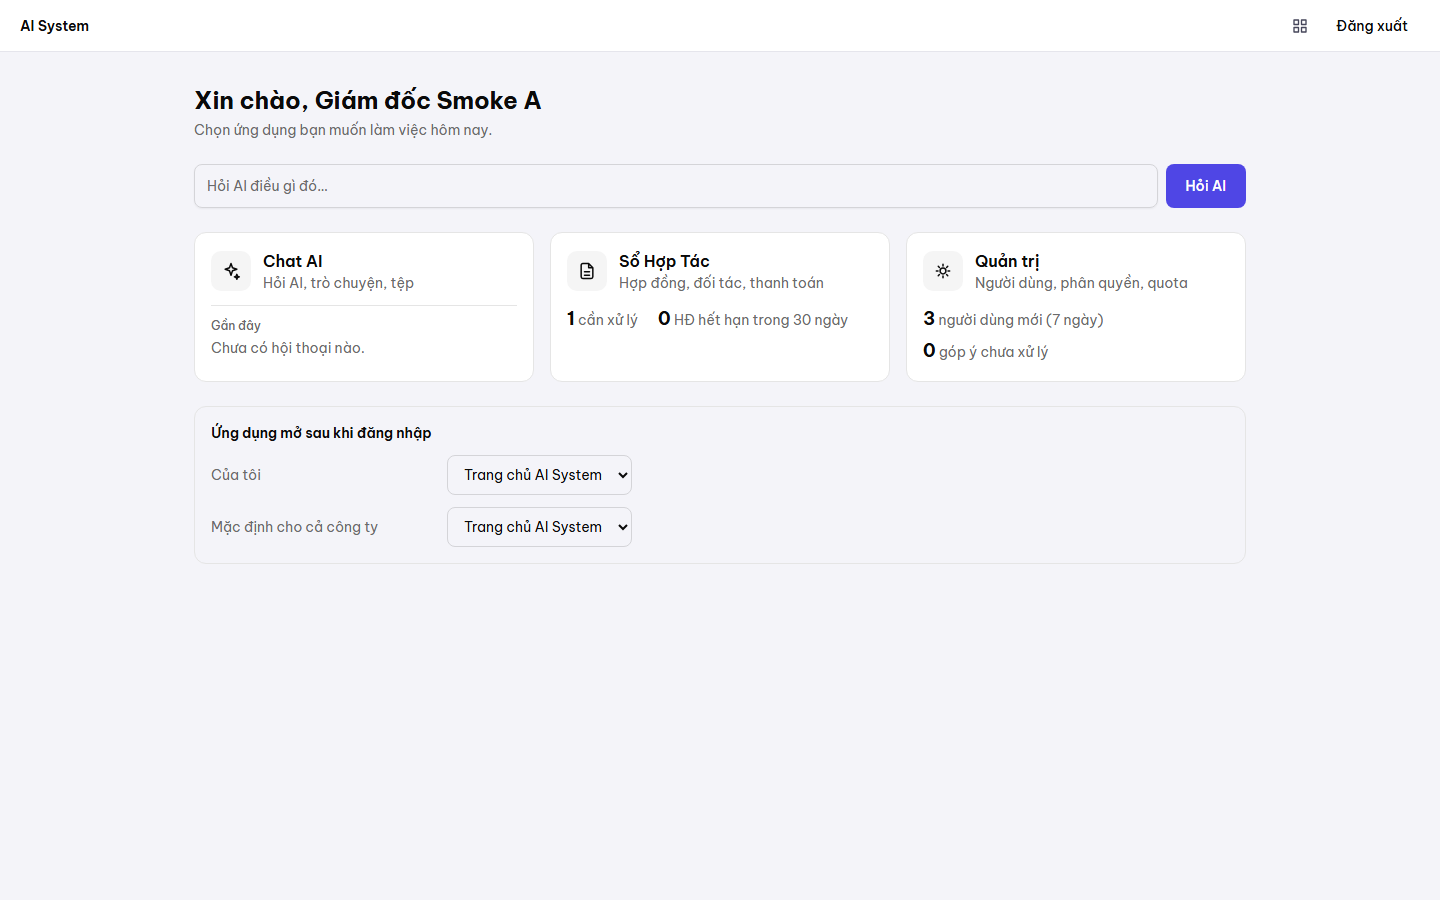 AI System
Đăng xuất
Xin chào, Giám đốc Smoke A
Chọn ứng dụng bạn muốn làm việc hôm nay.
Hỏi AI điều gì đó...
Hỏi AI
Chat AI
Hỏi AI, trò chuyện, tệp
Gần đây
Chưa có hội thoại nào.
Sổ Hợp Tác
Hợp đồng, đối tác, thanh toán
1 cần xử lý 0 HĐ hết hạn trong 30 ngày
Quản trị
Người dùng, phân quyền, quota
3 người dùng mới (7 ngày)
0 góp ý chưa xử lý
Ứng dụng mở sau khi đăng nhập
Của tôi
Trang chủ AI System
Mặc định cho cả công ty
Trang chủ AI System